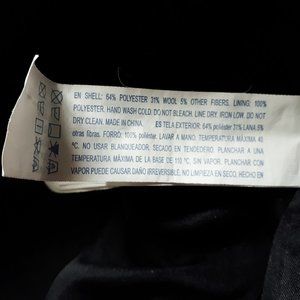 EN SHELL: 64% POLYESTER 31% WOOL 5% OTHER FIBERS. LINING: 100%
POLYESTER. HAND WASH COLD. DO NOT BLEACH. LINE DRY. IRON LOW. DO NOT
DRY CLEAN. MADE IN CHINA. ES TELA EXTERIOR: 64% poliéster 31% LANA 5%
otras fibras. FORRO: 100% poliéster. LAVAR A MANO, TEMPERATURA MÁXIMA 40
ºC. NO USAR BLANQUEADOR. SECADO EN TENDEDERO. PLANCHAR A UNA
TEMPERATURA MÁXIMA DE LA BASE DE 110 ºC, SIN VAPOR. PLANCHAR CON
VAPOR PUEDE CAUSAR DAÑO IRREVERSIBLE. NO LIMPIEZA EN SECO. HECHO EN